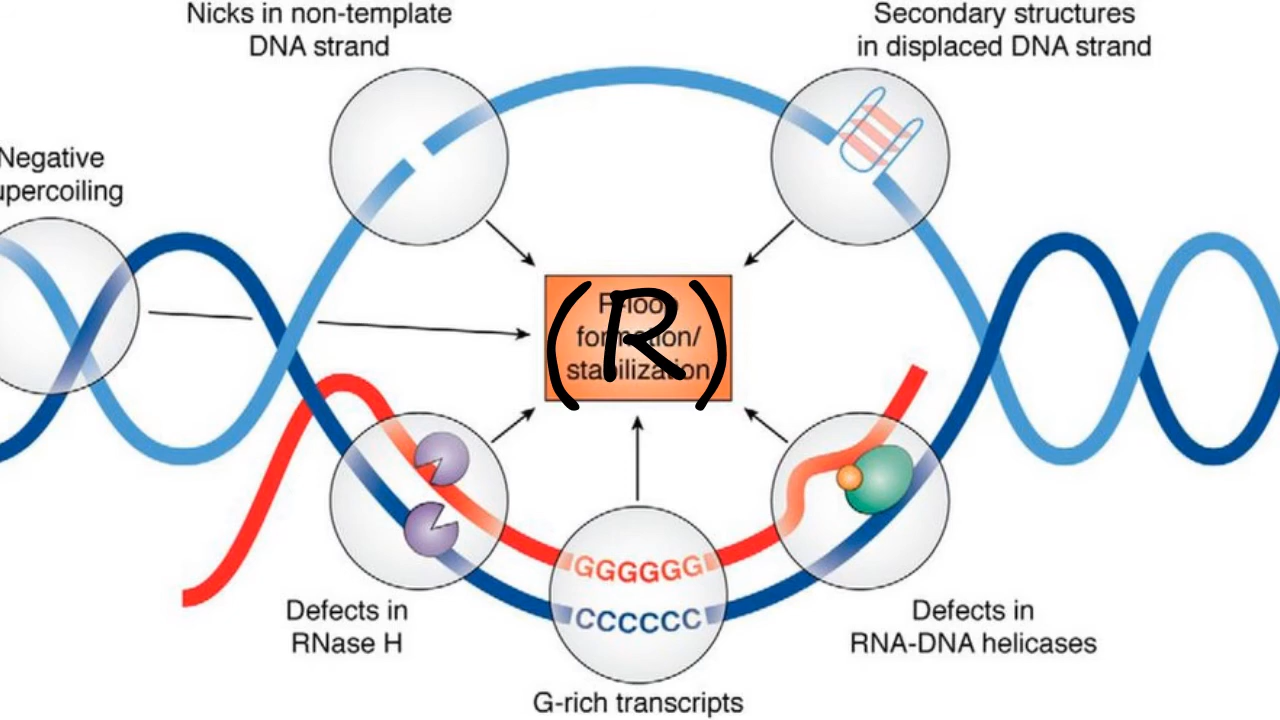 Nicks in non-template
DNA strand
Secondary structures
in displaced DNA strand
Negative
upercoiling
(R)
stabilization
GGGGGG
CCCCCC
Defects in
RNase H
Defects in
RNA-DNA helicases
G-rich transcripts